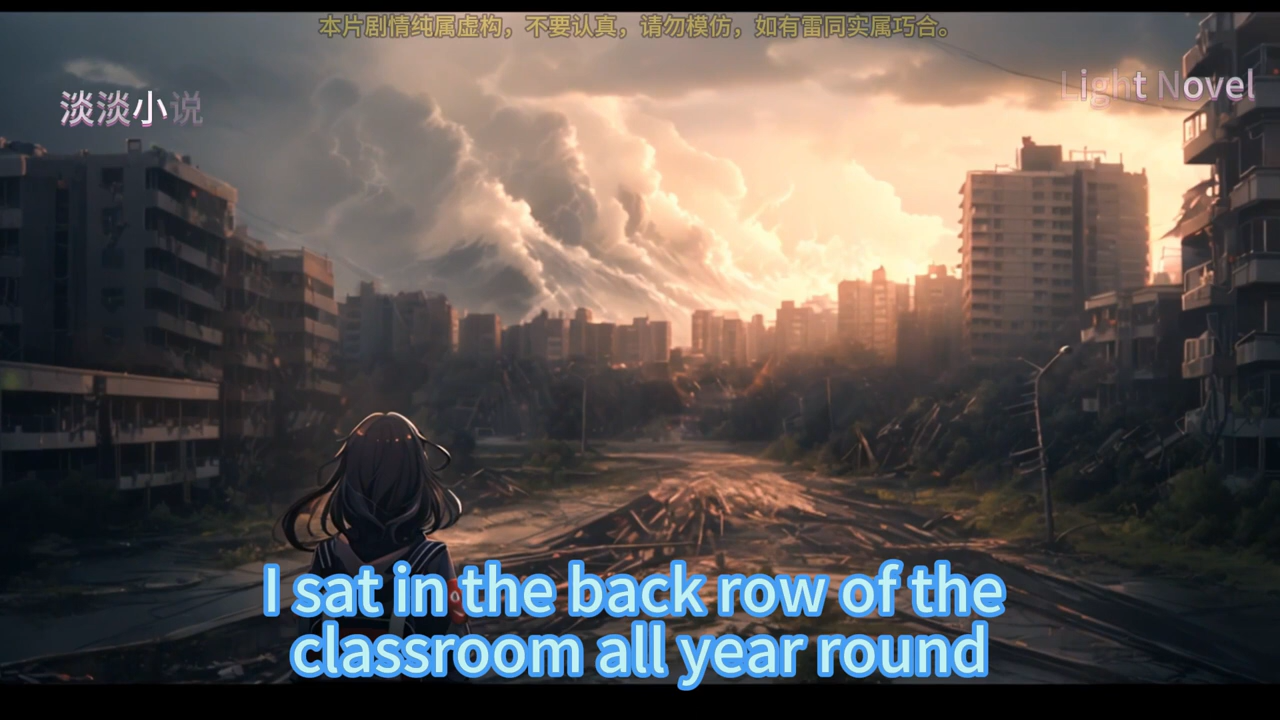 本片剧情纯属虚构，不要认真，请勿模仿，如有雷同实属巧合。
淡淡小说
Light Novel
I sat in the back row of the
classroom all year round